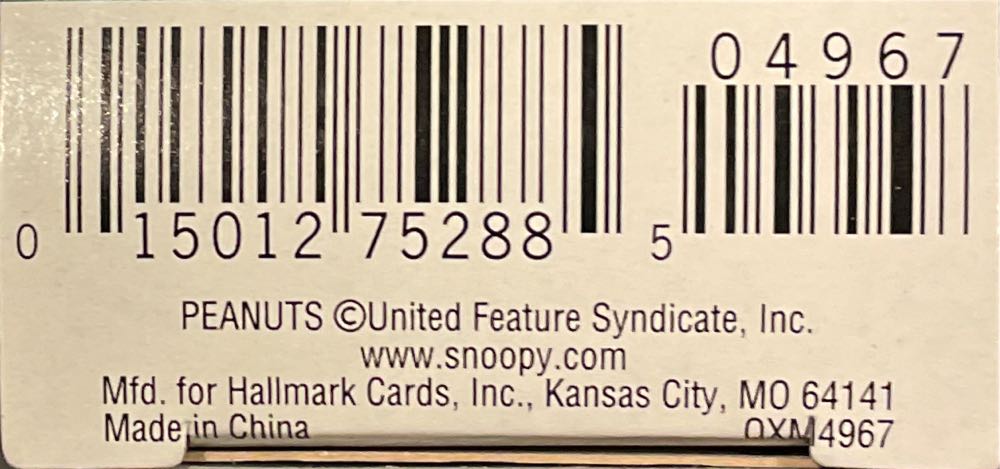 04967
0 15012 75288 5
PEANUTS ©United Feature Syndicate, Inc.
www.snoopy.com
Mfd. for Hallmark Cards, Inc., Kansas City, MO 64141
Made in China QXM4967